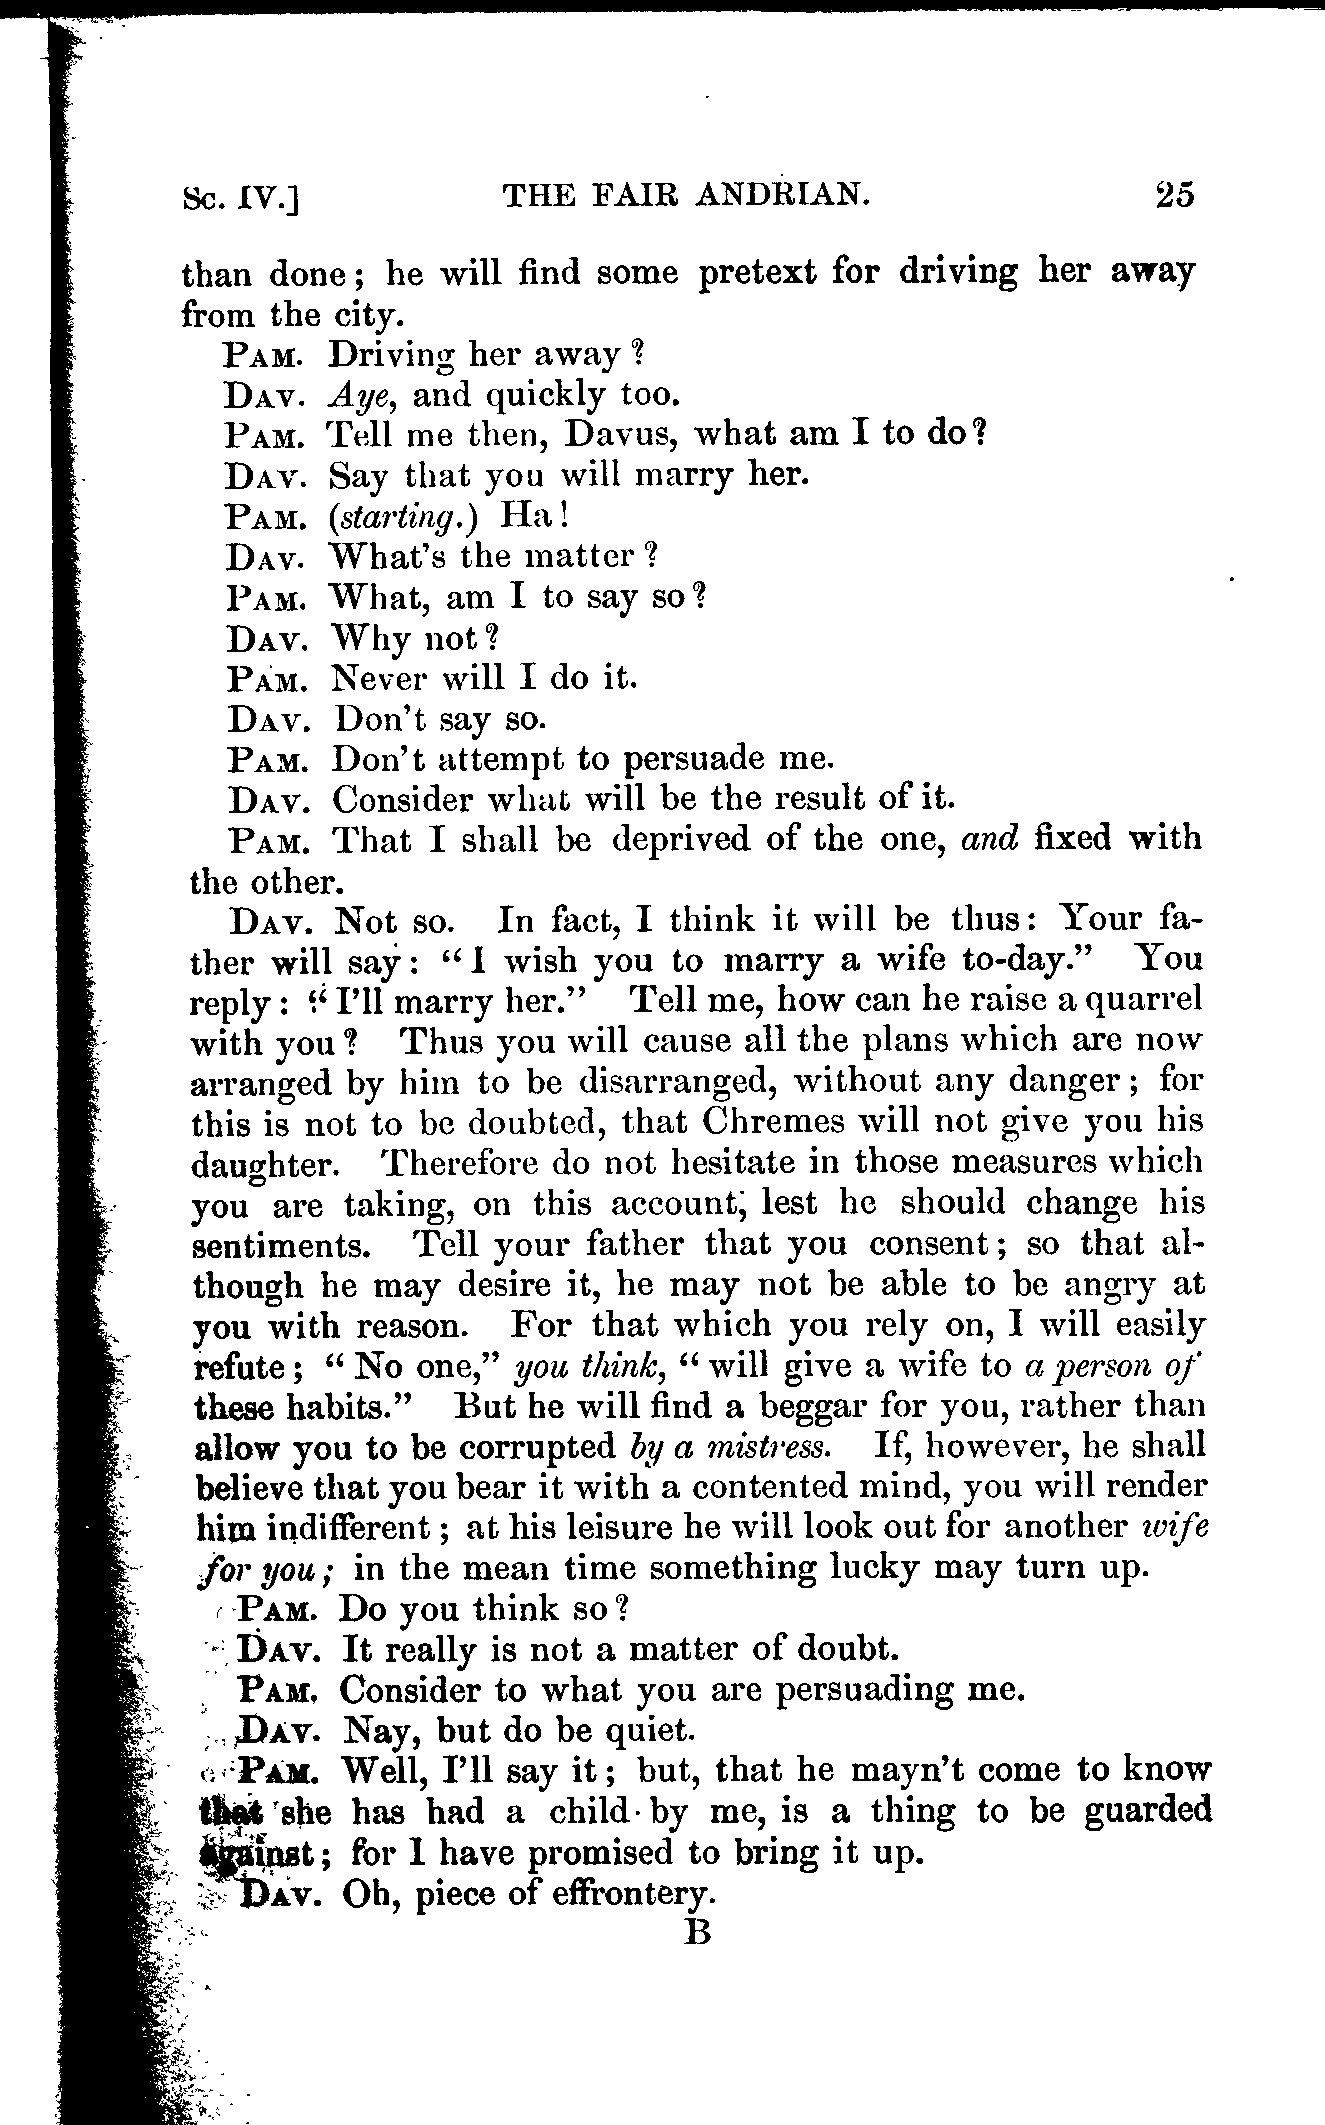 Sc. IV.] THE FAIR ANDRIAN. 25
than done; he will find some pretext for driving her away
from the city.
PAM. Driving her away?
DAV. Aye, and quickly too.
PAM. Tell me then, Davus, what am I to do?
DAV. Say that you will marry her.
PAM. (starting.) Ha!
DAV. What's the matter?
PAM. What, am I to say so?
DAV. Why not?
PAM. Never will I do it.
DAV. Don't say so.
PAM. Don't attempt to persuade me.
DAV. Consider what will be the result of it.
PAM. That I shall be deprived of the one, and fixed with
the other.
DAV. Not so. In fact, I think it will be thus: Your fa-
ther will say: "I wish you to marry a wife to-day." You
reply: "I'll marry her." Tell me, how can he raise a quarrel
with you? Thus you will cause all the plans which are now
arranged by him to be disarranged, without any danger; for
this is not to be doubted, that Chremes will not give you his
daughter. Therefore do not hesitate in those measures which
you are taking, on this account, lest he should change his
sentiments. Tell your father that you consent; so that al-
though he may desire it, he may not be able to be angry at
you with reason. For that which you rely on, I will easily
refute; "No one," you think, "will give a wife to a person of
these habits." But he will find a beggar for you, rather than
allow you to be corrupted by a mistress. If, however, he shall
believe that you bear it with a contented mind, you will render
him indifferent; at his leisure he will look out for another wife
for you; in the mean time something lucky may turn up.
PAM. Do you think so?
DAV. It really is not a matter of doubt.
PAM. Consider to what you are persuading me.
DAV. Nay, but do be quiet.
PAM. Well, I'll say it; but, that he mayn't come to know
that she has had a child by me, is a thing to be guarded
against; for I have promised to bring it up.
DAV. Oh, piece of effrontery.
B